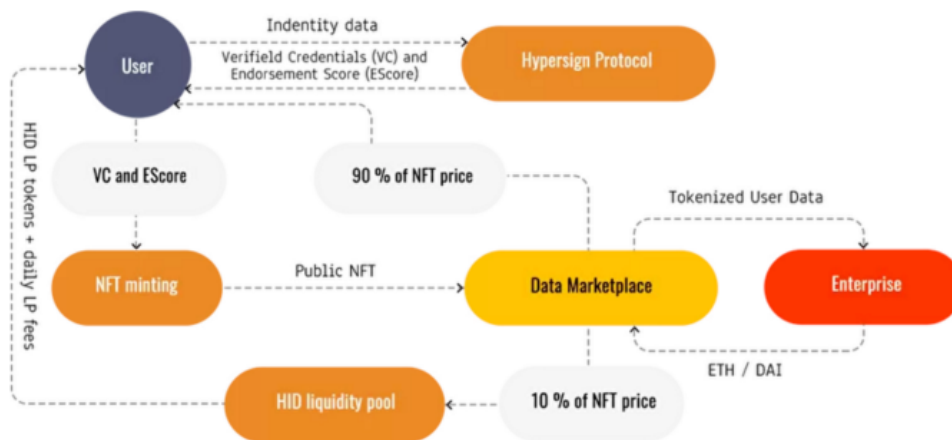 Indentity data
User
Verifield Credentials (VC) and
Endorsement Score (EScore)
Hypersign Protocol
HID LP tokens + daily LP fees
VC and EScore
90 % of NFT price
Tokenized User Data
NFT minting
Public NFT
Data Marketplace
Enterprise
ETH / DAI
HID liquidity pool
10 % of NFT price